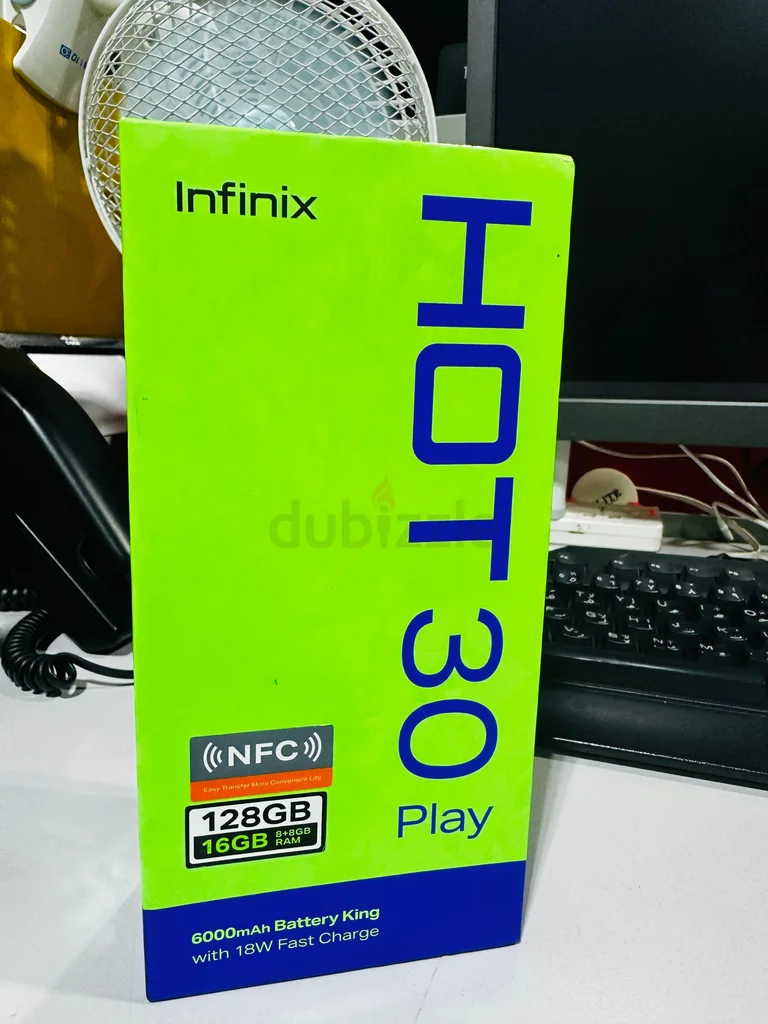 Infinix
HOT 30
Play
dubizzle
NFC
Easy Transfer More Convenient Life
128GB
16GB 8+8GB RAM
6000mAh Battery King
with 18W Fast Charge